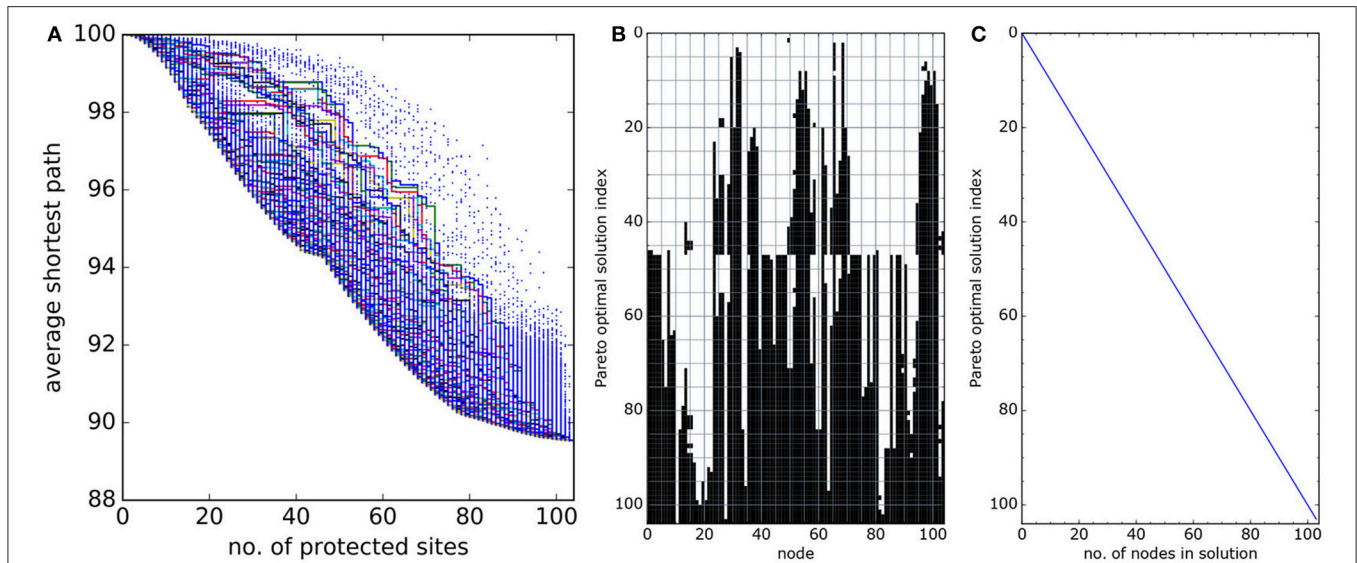 A
average shortest path
100
98
96
94
92
90
88
0 20 40 60 80 100
no. of protected sites
B
Pareto optimal solution index
0
20
40
60
80
100
0 20 40 60 80 100
node
C
Pareto optimal solution index
0
20
40
60
80
100
0 20 40 60 80 100
no. of nodes in solution